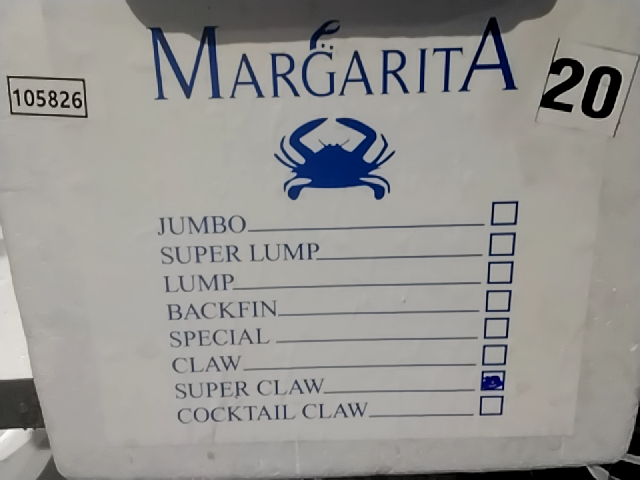 MARGARITA
105826
20
JUMBO
SUPER LUMP
LUMP
BACKFIN
SPECIAL
CLAW
SUPER CLAW
COCKTAIL CLAW